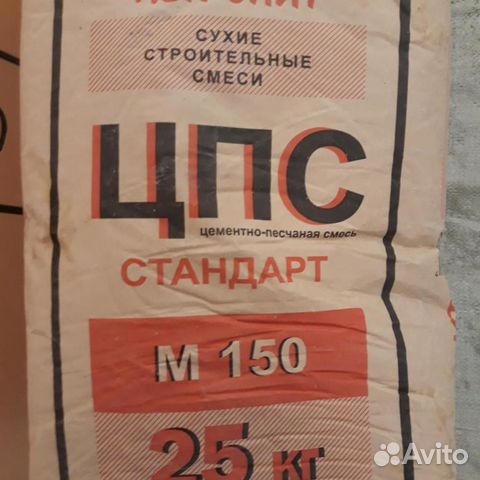 СУХИЕ
СТРОИТЕЛЬНЫЕ
СМЕСИ
ЦПС
цементно-песчаная смесь
СТАНДАРТ
М 150
25 кг
Avito